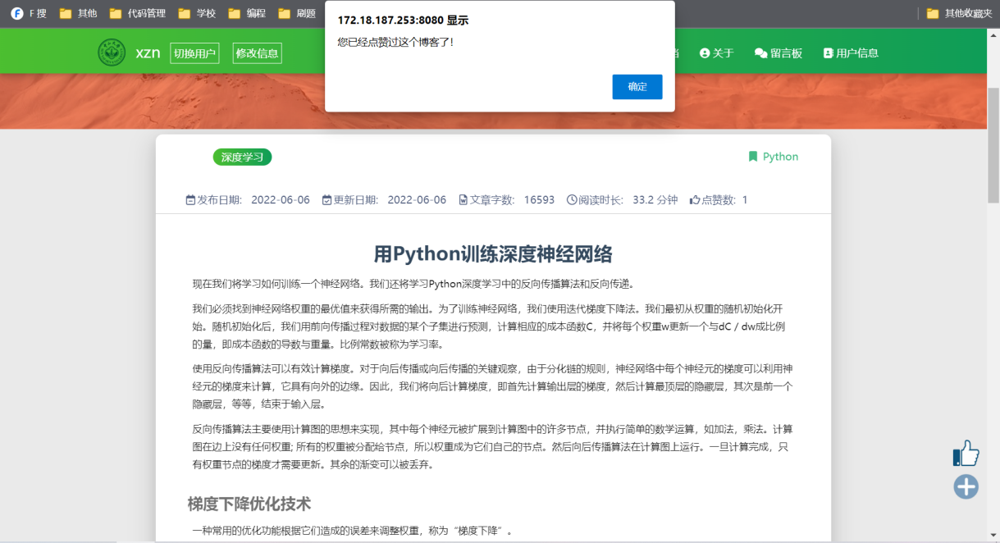 F 搜 其他 代码管理 学校 编程 刷题 其他收藏夹
172.18.187.253:8080 显示
您已经点赞过这个博客了！
确定
xzn 切换用户 修改信息 关于 留言板 用户信息
深度学习 Python
发布日期: 2022-06-06 更新日期: 2022-06-06 文章字数: 16593 阅读时长: 33.2 分钟 点赞数: 1
用Python训练深度神经网络
现在我们将学习如何训练一个神经网络。我们还将学习Python深度学习中的反向传播算法和反向传递。
我们必须找到神经网络权重的最优值来获得所需的输出。为了训练神经网络，我们使用迭代梯度下降法。我们最初从权重的随机初始化开
始。随机初始化后，我们用前向传播过程对数据的某个子集进行预测，计算相应的成本函数C，并将每个权重w更新一个与dC / dw成比例
的量，即成本函数的导数与重量。比例常数被称为学习率。
使用反向传播算法可以有效计算梯度。对于向后传播或向后传播的关键观察，由于分化链的规则，神经网络中每个神经元的梯度可以利用神
经元的梯度来计算，它具有向外的边缘。因此，我们将向后计算梯度，即首先计算输出层的梯度，然后计算最顶层的隐藏层，其次是前一个
隐藏层，等等，结束于输入层。
反向传播算法主要使用计算图的思想来实现，其中每个神经元被扩展到计算图中的许多节点，并执行简单的数学运算，如加法，乘法。计算
图在边上没有任何权重; 所有的权重被分配给节点，所以权重成为它们自己的节点。然后向后传播算法在计算图上运行。一旦计算完成，只
有权重节点的梯度才需要更新。其余的渐变可以被丢弃。
梯度下降优化技术
一种常用的优化功能根据它们造成的误差来调整权重，称为“梯度下降”。